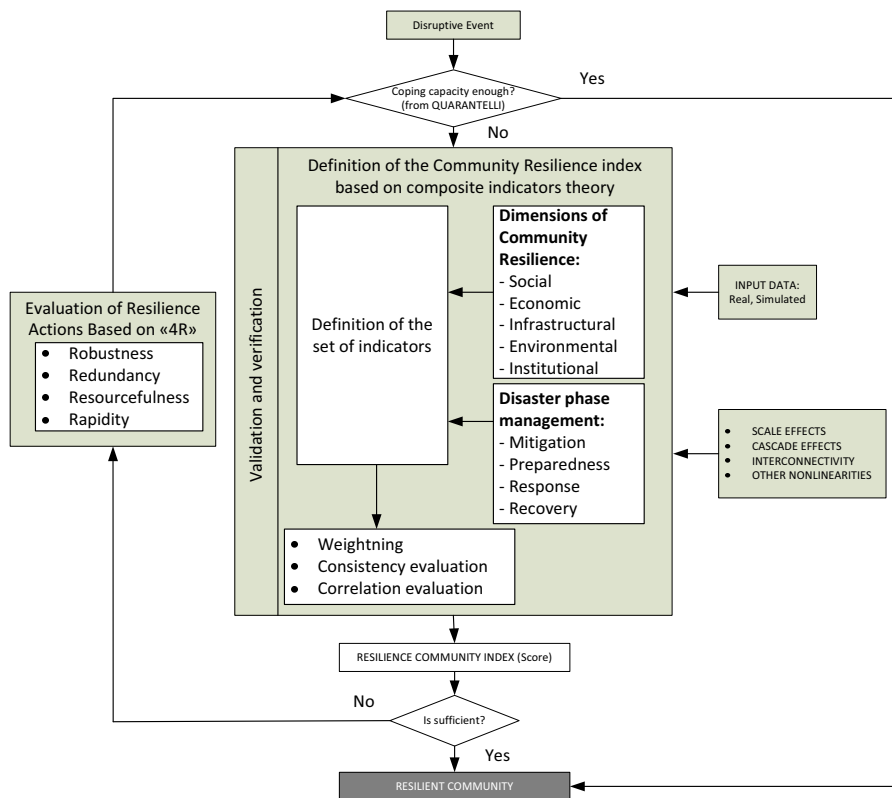 Disruptive Event
Coping capacity enough?
(from QUARANTELLI)
Yes
No
Validation and verification
Definition of the Community Resilience index
based on composite indicators theory
Definition of the
set of indicators
Dimensions of
Community
Resilience:
- Social
- Economic
- Infrastructural
- Environmental
- Institutional
Disaster phase
management:
- Mitigation
- Preparedness
- Response
- Recovery
• Weightning
• Consistency evaluation
• Correlation evaluation
INPUT DATA:
Real, Simulated
• SCALE EFFECTS
• CASCADE EFFECTS
• INTERCONNECTIVITY
• OTHER NONLINEARITIES
Evaluation of Resilience
Actions Based on «4R»
• Robustness
• Redundancy
• Resourcefulness
• Rapidity
RESILIENCE COMMUNITY INDEX (Score)
No
Is sufficient?
Yes
RESILIENT COMMUNITY